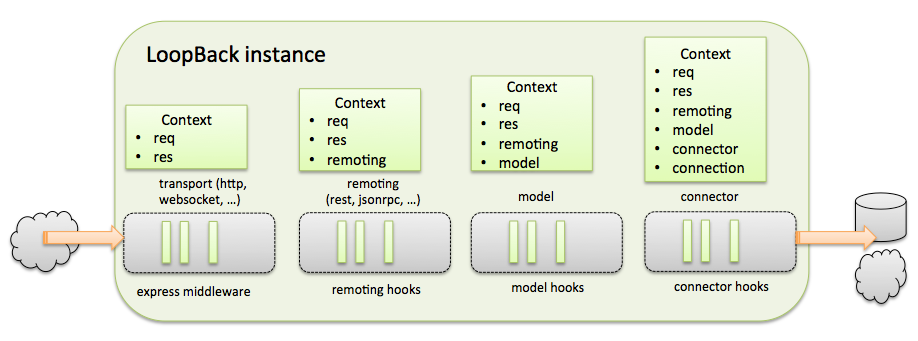 LoopBack instance
Context
• req
• res
transport (http,
websocket, ...)
express middleware
Context
• req
• res
• remoting
remoting
(rest, jsonrpc, ...)
remoting hooks
Context
• req
• res
• remoting
• model
model
model hooks
Context
• req
• res
• remoting
• model
• connector
• connection
connector
connector hooks